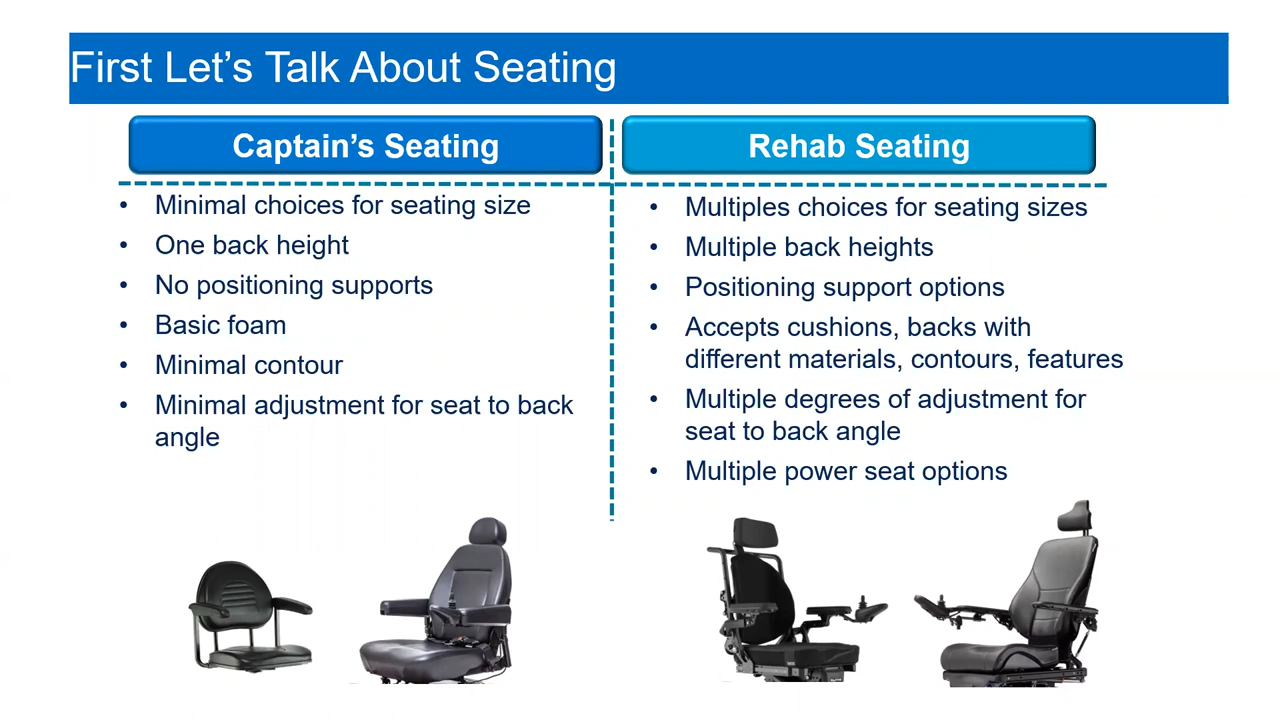 First Let’s Talk About Seating
Captain’s Seating
• Minimal choices for seating size
• One back height
• No positioning supports
• Basic foam
• Minimal contour
• Minimal adjustment for seat to back
angle
Rehab Seating
• Multiples choices for seating sizes
• Multiple back heights
• Positioning support options
• Accepts cushions, backs with
different materials, contours, features
• Multiple degrees of adjustment for
seat to back angle
• Multiple power seat options